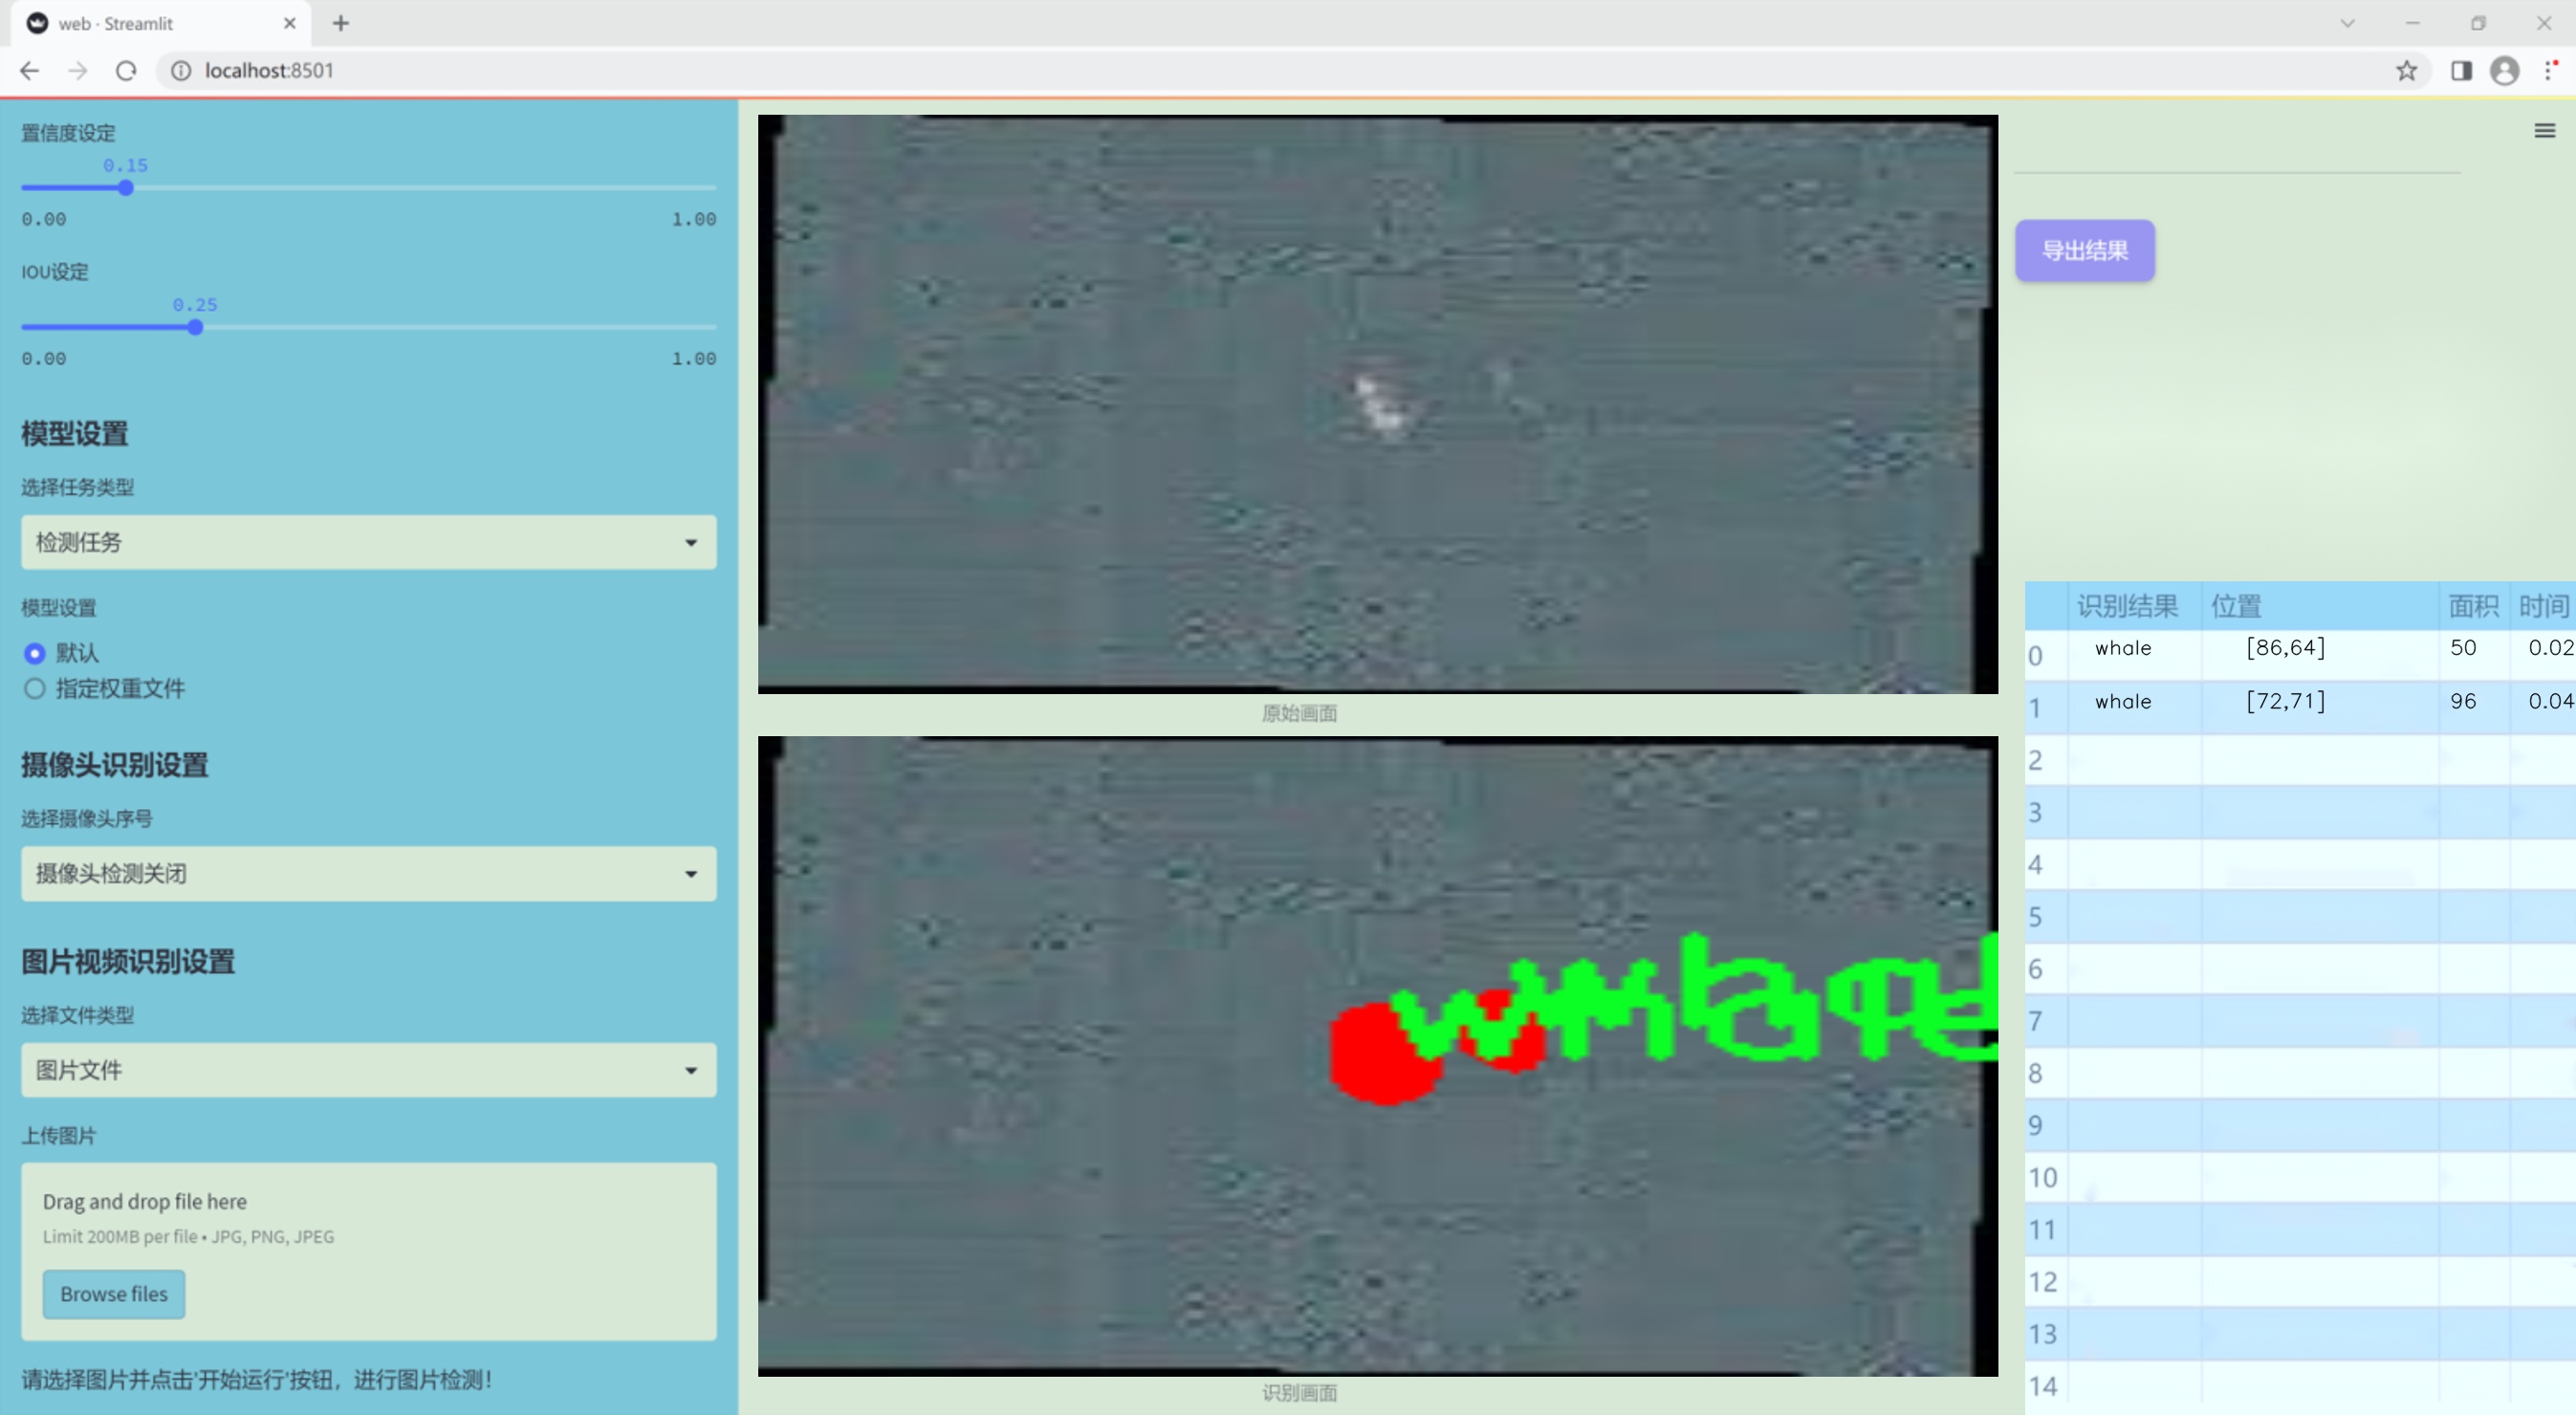 web · Streamlit
localhost:8501
置信度设定
0.15
0.00 1.00
IOU设定
0.25
0.00 1.00
模型设置
选择任务类型
检测任务
模型设置
默认
指定权重文件
摄像头识别设置
选择摄像头序号
摄像头检测关闭
图片视频识别设置
选择文件类型
图片文件
上传图片
Drag and drop file here
Limit 200MB per file • JPG, PNG, JPEG
Browse files
请选择图片并点击'开始运行'按钮，进行图片检测！
原始画面
识别画面
导出结果
识别结果 位置 面积 时间
0 whale [86,64] 50 0.02
1 whale [72,71] 96 0.04
2
3
4
5
6
7
8
9
10
11
12
13
14